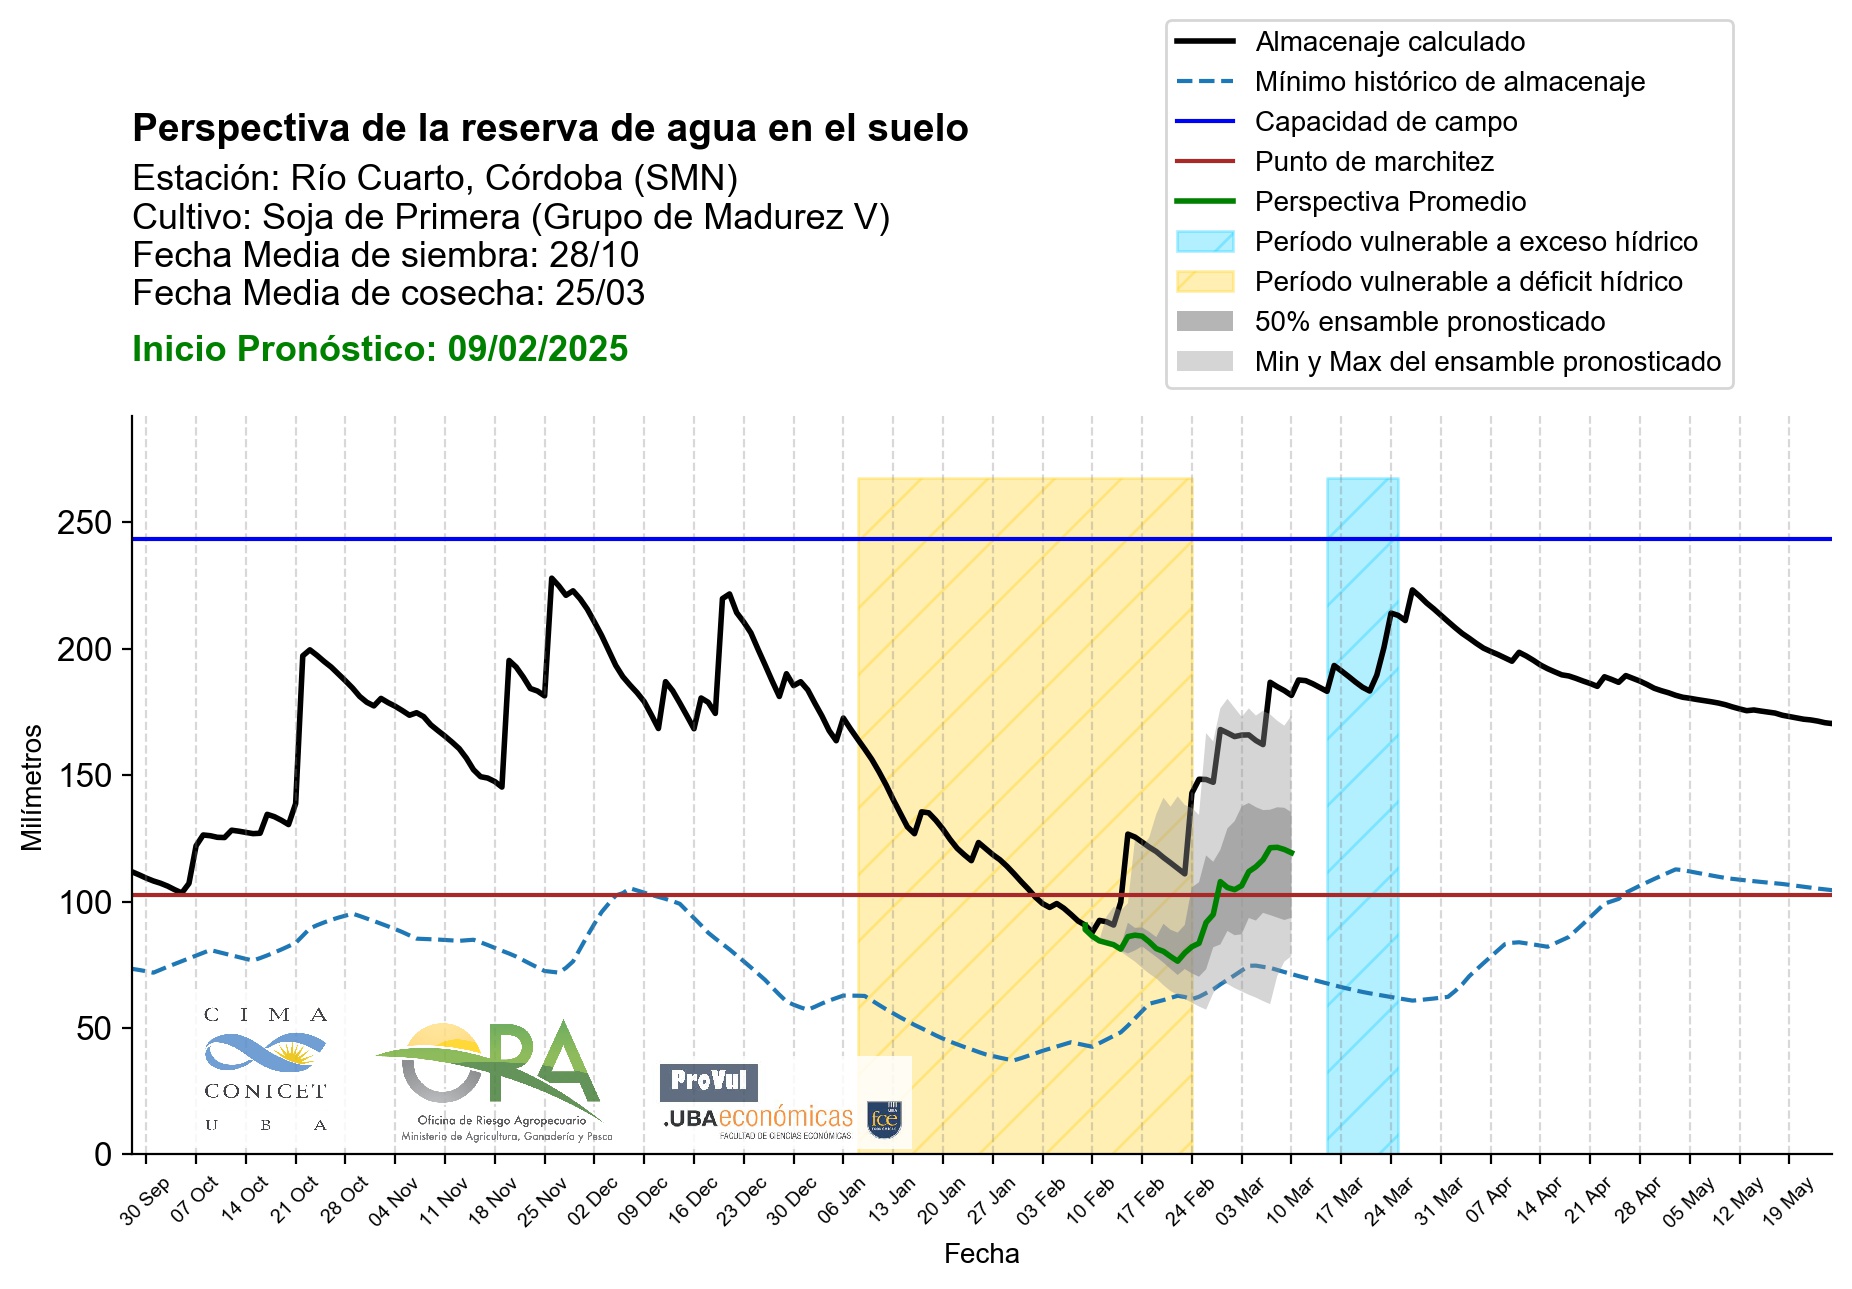 Almacenaje calculado
Mínimo histórico de almacenaje
Capacidad de campo
Punto de marchitez
Perspectiva Promedio
Período vulnerable a exceso hídrico
Período vulnerable a déficit hídrico
50% ensamble pronosticado
Min y Max del ensamble pronosticado
Perspectiva de la reserva de agua en el suelo
Estación: Río Cuarto, Córdoba (SMN)
Cultivo: Soja de Primera (Grupo de Madurez V)
Fecha Media de siembra: 28/10
Fecha Media de cosecha: 25/03
Inicio Pronóstico: 09/02/2025
Milímetros
250
200
150
100
50
0
CIMA
CONICET
UBA
ORA
Oficina de Riesgo Agropecuario
Ministerio de Agricultura, Ganadería y Pesca
ProVul
.UBAeconómicas
FACULTAD DE CIENCIAS ECONÓMICAS
UBA
fce
ECONÓMICAS
30 Sep
07 Oct
14 Oct
21 Oct
28 Oct
04 Nov
11 Nov
18 Nov
25 Nov
02 Dec
09 Dec
16 Dec
23 Dec
30 Dec
06 Jan
13 Jan
20 Jan
27 Jan
03 Feb
10 Feb
17 Feb
24 Feb
03 Mar
10 Mar
17 Mar
24 Mar
31 Mar
07 Apr
14 Apr
21 Apr
28 Apr
05 May
12 May
19 May
Fecha